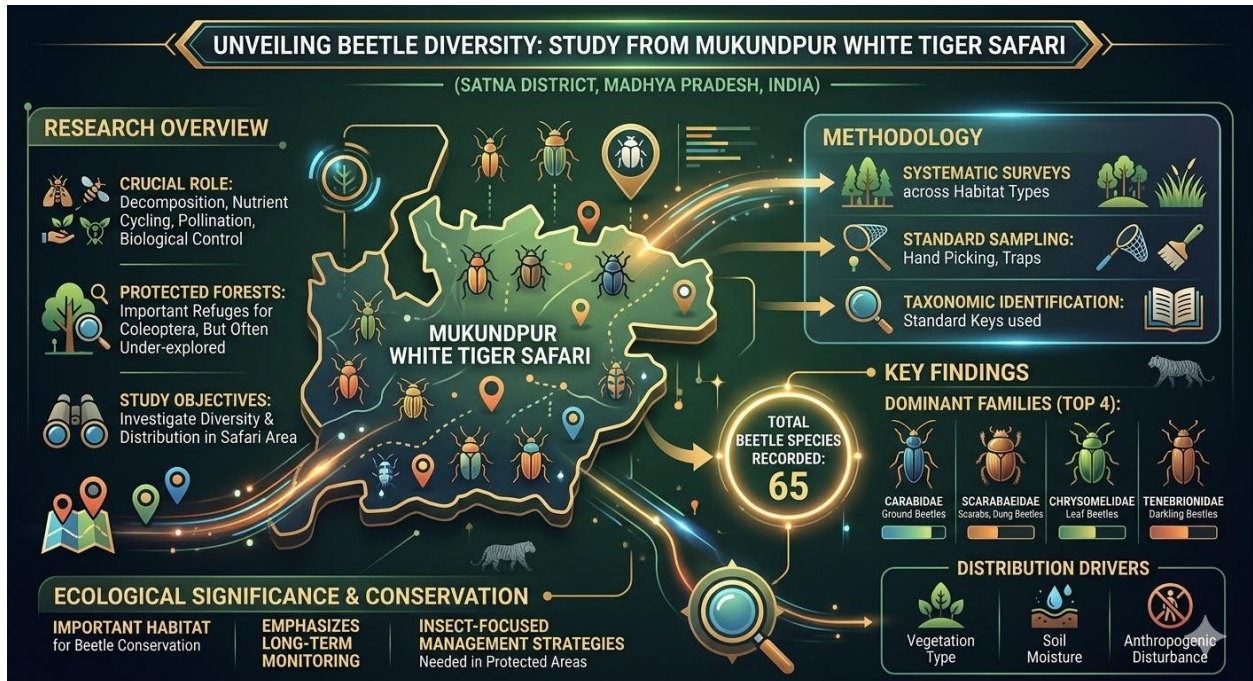 UNVEILING BEETLE DIVERSITY: STUDY FROM MUKUNDPUR WHITE TIGER SAFARI
(SATNA DISTRICT, MADHYA PRADESH, INDIA)
RESEARCH OVERVIEW
CRUCIAL ROLE:
Decomposition, Nutrient
Cycling, Pollination,
Biological Control
PROTECTED FORESTS:
Important Refuges for
Coleoptera, But Often
Under-explored
STUDY OBJECTIVES:
Investigate Diversity &
Distribution in Safari Area
MUKUNDPUR
WHITE TIGER SAFARI
METHODOLOGY
SYSTEMATIC SURVEYS
across Habitat Types
STANDARD SAMPLING:
Hand Picking, Traps
TAXONOMIC IDENTIFICATION:
Standard Keys used
TOTAL
BEETLE SPECIES
RECORDED:
65
KEY FINDINGS
DOMINANT FAMILIES (TOP 4):
CARABIDAE
Ground Beetles
SCARABAEIDAE
Scarabs, Dung Beetles
CHRYSOMELIDAE
Leaf Beetles
TENEBRIONIDAE
Darkling Beetles
DISTRIBUTION DRIVERS
Vegetation
Type
Soil
Moisture
Anthropogenic
Disturbance
ECOLOGICAL SIGNIFICANCE & CONSERVATION
IMPORTANT HABITAT
for Beetle Conservation
EMPHASIZES
LONG-TERM
MONITORING
INSECT-FOCUSED
MANAGEMENT STRATEGIES
Needed in Protected Areas